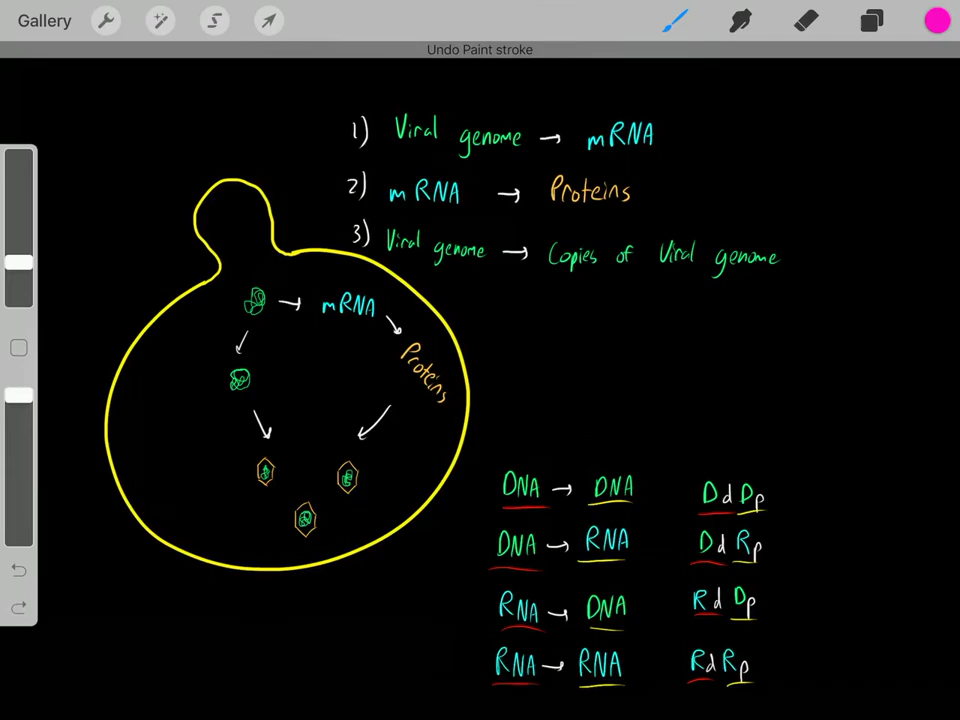 Gallery
Undo Paint stroke
1) Viral genome → mRNA
2) mRNA → Proteins
3) Viral genome → Copies of Viral genome
→ mRNA
Proteins
DNA → DNA DdDp
DNA → RNA DdRp
RNA → DNA RdDp
RNA → RNA RdRp